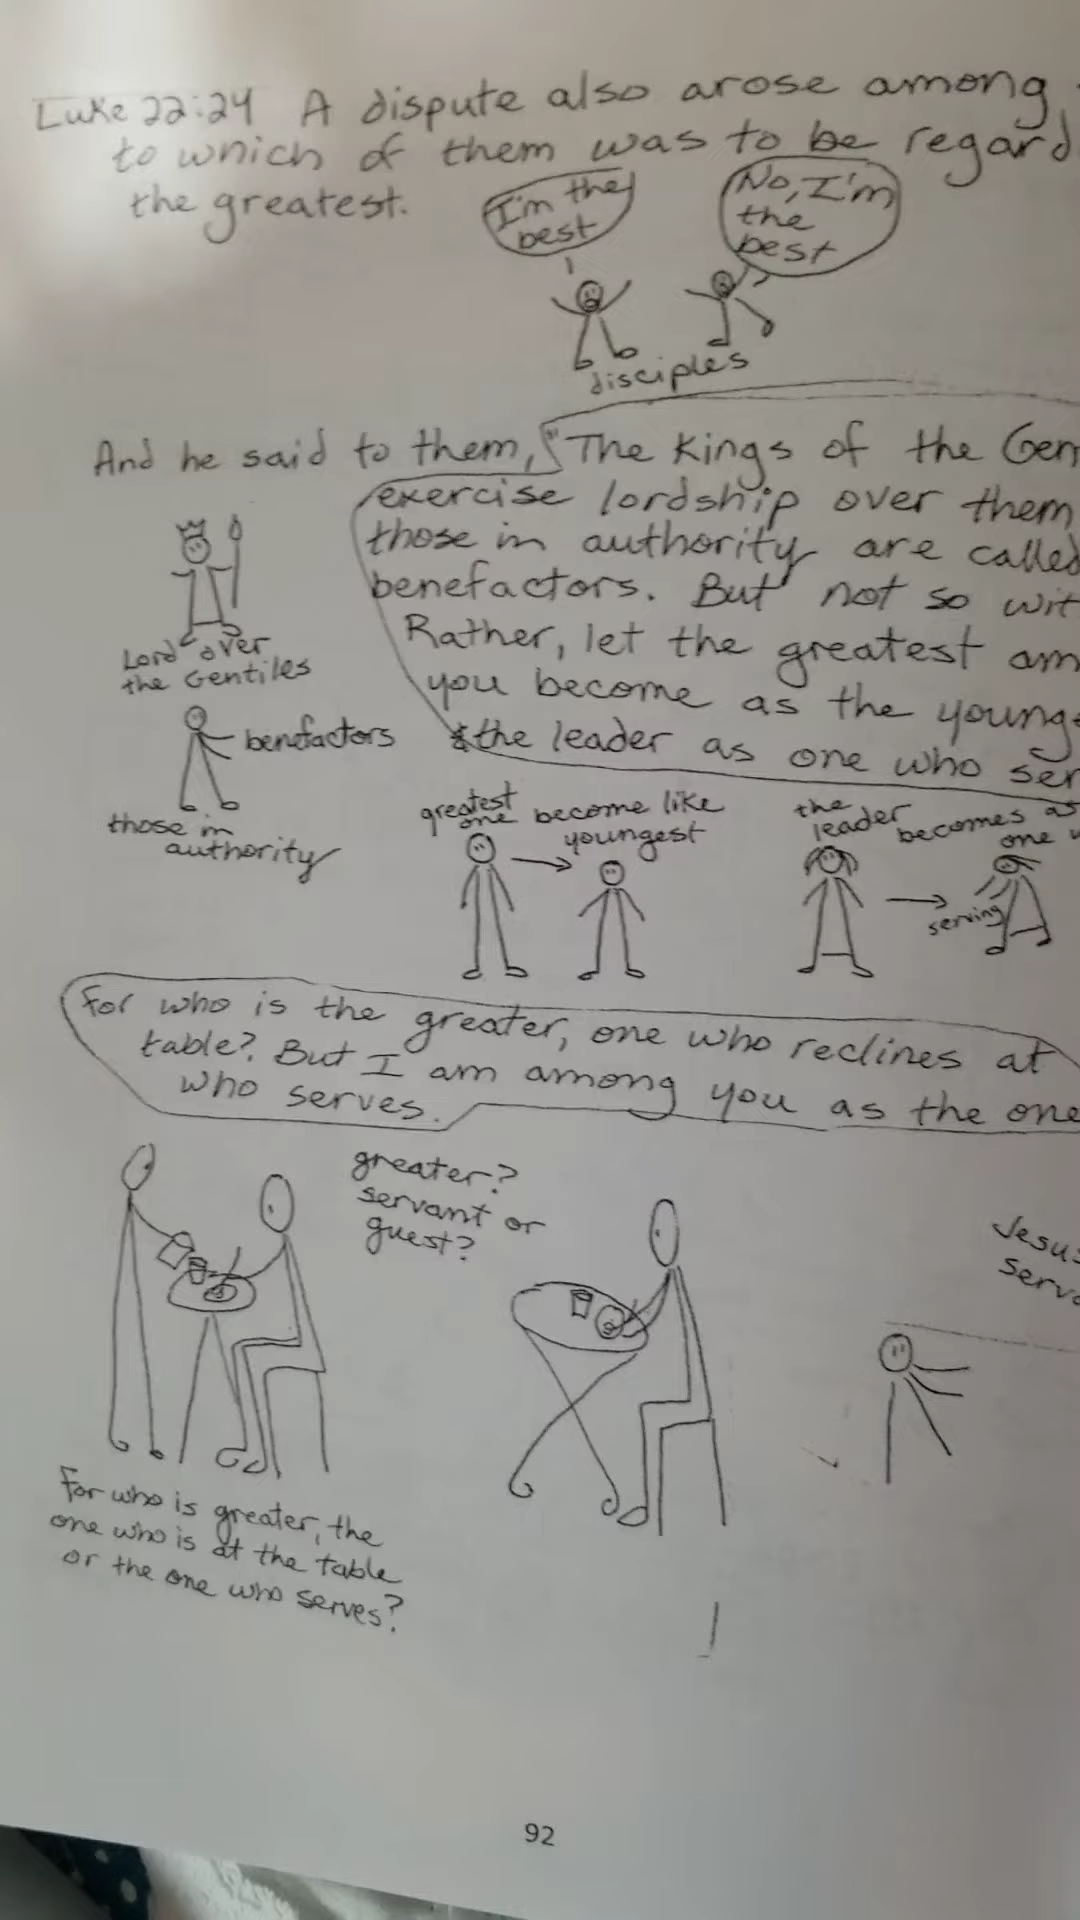 Luke 22:24 A dispute also arose among
to which of them was to be regard
the greatest.
I'm the
best
No, I'm
the
best
disciples
And he said to them, "The Kings of the Gen
exercise lordship over them
those in authority are called
benefactors. But not so wit
Rather, let the greatest am
you become as the young
& the leader as one who ser
Lord over
the Gentiles
benefactors
those in
authority
greatest
one become like
youngest
the
leader becomes as
one w
serving
For who is the greater, one who reclines at
table? But I am among you as the one
who serves.
greater?
servant or
guest?
Jesus
serv
For who is greater, the
one who is at the table
or the one who serves?
92